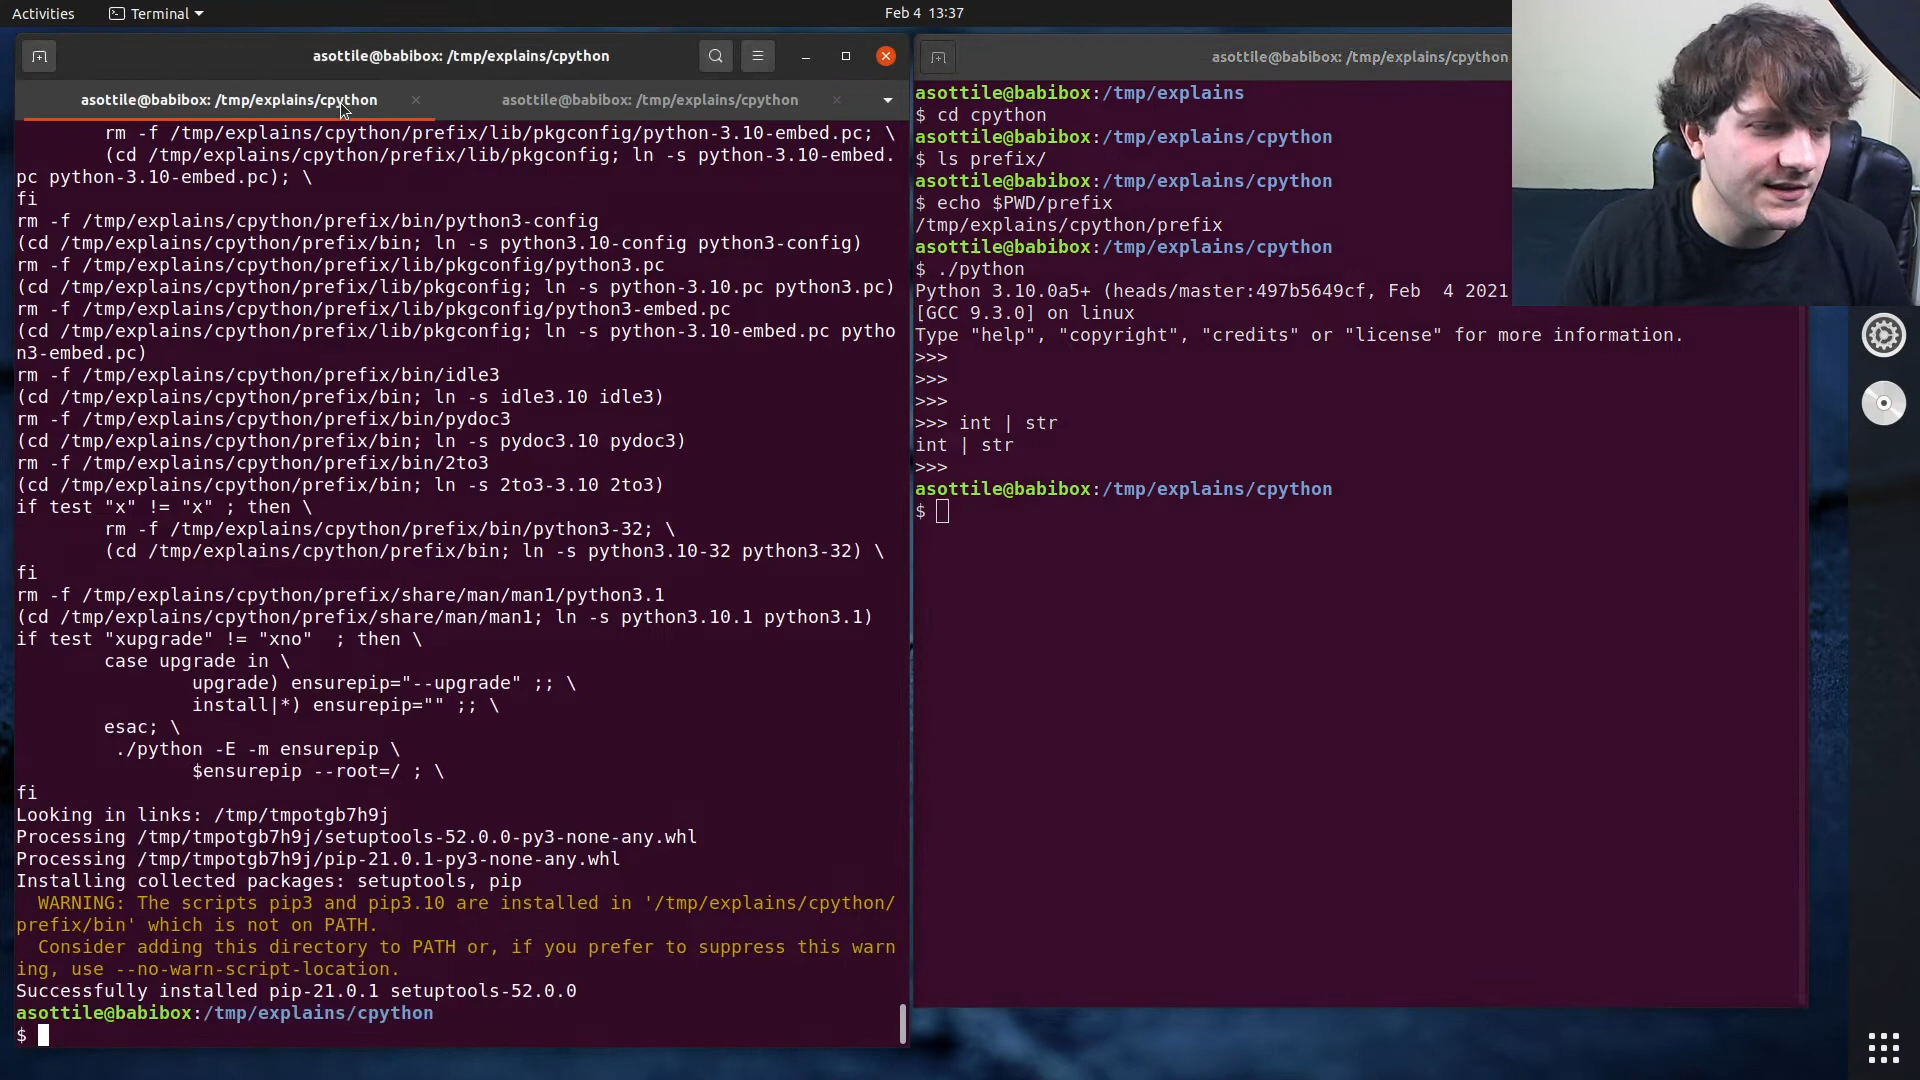 Activities
Terminal
Feb 4 13:37
asottile@babibox: /tmp/explains/cpython
asottile@babibox: /tmp/explains/cpython
asottile@babibox: /tmp/explains/cpython
rm -f /tmp/explains/cpython/prefix/lib/pkgconfig/python-3.10-embed.pc; \
(cd /tmp/explains/cpython/prefix/lib/pkgconfig; ln -s python-3.10-embed.
pc python-3.10-embed.pc); \
fi
rm -f /tmp/explains/cpython/prefix/bin/python3-config
(cd /tmp/explains/cpython/prefix/bin; ln -s python3.10-config python3-config)
rm -f /tmp/explains/cpython/prefix/lib/pkgconfig/python3.pc
(cd /tmp/explains/cpython/prefix/lib/pkgconfig; ln -s python-3.10.pc python3.pc)
rm -f /tmp/explains/cpython/prefix/lib/pkgconfig/python3-embed.pc
(cd /tmp/explains/cpython/prefix/lib/pkgconfig; ln -s python-3.10-embed.pc pytho
n3-embed.pc)
rm -f /tmp/explains/cpython/prefix/bin/idle3
(cd /tmp/explains/cpython/prefix/bin; ln -s idle3.10 idle3)
rm -f /tmp/explains/cpython/prefix/bin/pydoc3
(cd /tmp/explains/cpython/prefix/bin; ln -s pydoc3.10 pydoc3)
rm -f /tmp/explains/cpython/prefix/bin/2to3
(cd /tmp/explains/cpython/prefix/bin; ln -s 2to3-3.10 2to3)
if test "x" != "x" ; then \
rm -f /tmp/explains/cpython/prefix/bin/python3-32; \
(cd /tmp/explains/cpython/prefix/bin; ln -s python3.10-32 python3-32) \
fi
rm -f /tmp/explains/cpython/prefix/share/man/man1/python3.1
(cd /tmp/explains/cpython/prefix/share/man/man1; ln -s python3.10.1 python3.1)
if test "xupgrade" != "xno"  ; then \
case upgrade in \
upgrade) ensurepip="--upgrade" ;; \
install|*) ensurepip="" ;; \
esac; \
./python -E -m ensurepip \
$ensurepip --root=/ ; \
fi
Looking in links: /tmp/tmpotgb7h9j
Processing /tmp/tmpotgb7h9j/setuptools-52.0.0-py3-none-any.whl
Processing /tmp/tmpotgb7h9j/pip-21.0.1-py3-none-any.whl
Installing collected packages: setuptools, pip
WARNING: The scripts pip3 and pip3.10 are installed in '/tmp/explains/cpython/
prefix/bin' which is not on PATH.
Consider adding this directory to PATH or, if you prefer to suppress this warn
ing, use --no-warn-script-location.
Successfully installed pip-21.0.1 setuptools-52.0.0
asottile@babibox:/tmp/explains/cpython
$
asottile@babibox: /tmp/explains/cpython
asottile@babibox:/tmp/explains
$ cd cpython
asottile@babibox:/tmp/explains/cpython
$ ls prefix/
asottile@babibox:/tmp/explains/cpython
$ echo $PWD/prefix
/tmp/explains/cpython/prefix
asottile@babibox:/tmp/explains/cpython
$ ./python
Python 3.10.0a5+ (heads/master:497b5649cf, Feb  4 2021
[GCC 9.3.0] on linux
Type "help", "copyright", "credits" or "license" for more information.
>>>
>>>
>>>
>>> int | str
int | str
>>>
asottile@babibox:/tmp/explains/cpython
$